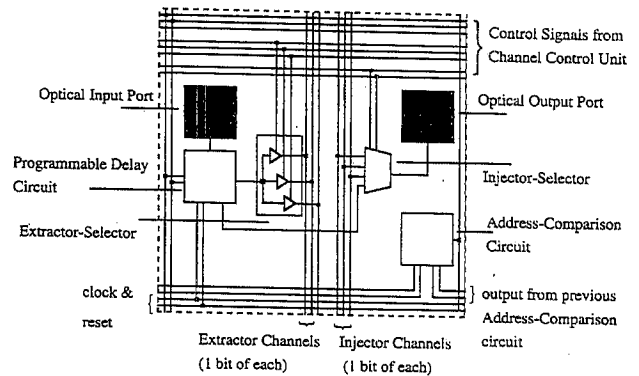 Control Signals from
Channel Control Unit
Optical Input Port
Optical Output Port
Programmable Delay
Circuit
Injector-Selector
Extractor-Selector
Address-Comparison
Circuit
clock &
reset
output from previous
Address-Comparison
circuit
Extractor Channels
(1 bit of each)
Injector Channels
(1 bit of each)